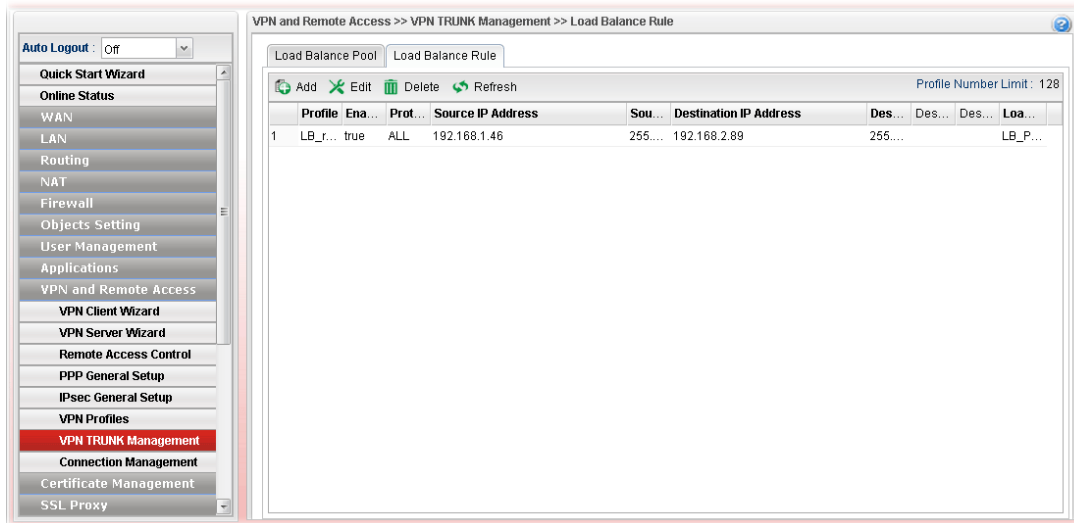 VPN and Remote Access >> VPN TRUNK Management >> Load Balance Rule
Auto Logout : Off
Quick Start Wizard
Online Status
WAN
LAN
Routing
NAT
Firewall
Objects Setting
User Management
Applications
VPN and Remote Access
VPN Client Wizard
VPN Server Wizard
Remote Access Control
PPP General Setup
IPsec General Setup
VPN Profiles
VPN TRUNK Management
Connection Management
Certificate Management
SSL Proxy
Load Balance Pool Load Balance Rule
Add Edit Delete Refresh Profile Number Limit : 128
Profile Ena... Prot... Source IP Address Sou... Destination IP Address Des... Des... Des... Loa...
1 LB_r... true ALL 192.168.1.46 255.... 192.168.2.89 255.... LB_P...